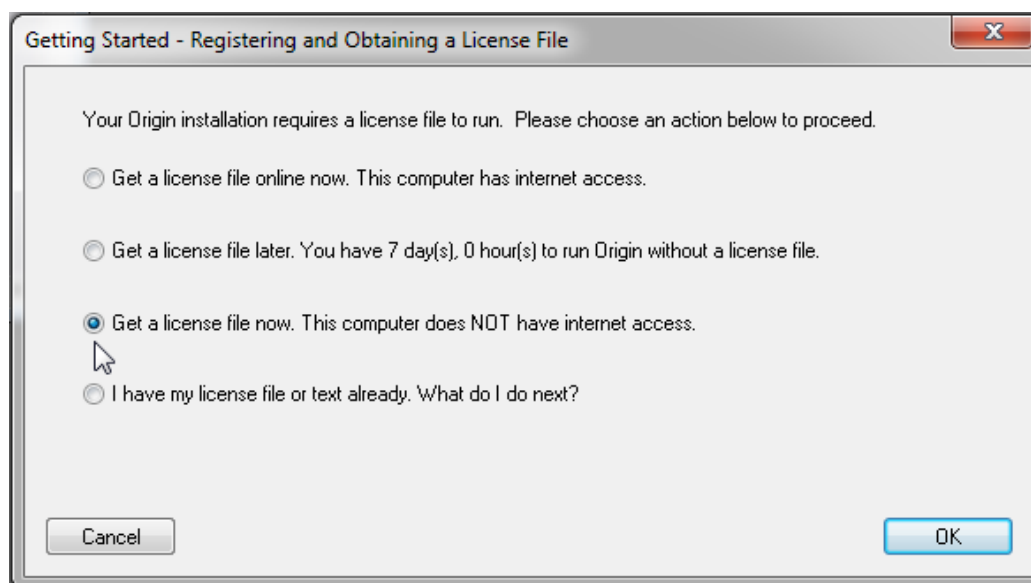 Getting Started - Registering and Obtaining a License File
Your Origin installation requires a license file to run.  Please choose an action below to proceed.
Get a license file online now. This computer has internet access.
Get a license file later. You have 7 day(s), 0 hour(s) to run Origin without a license file.
Get a license file now. This computer does NOT have internet access.
I have my license file or text already. What do I do next?
Cancel
OK